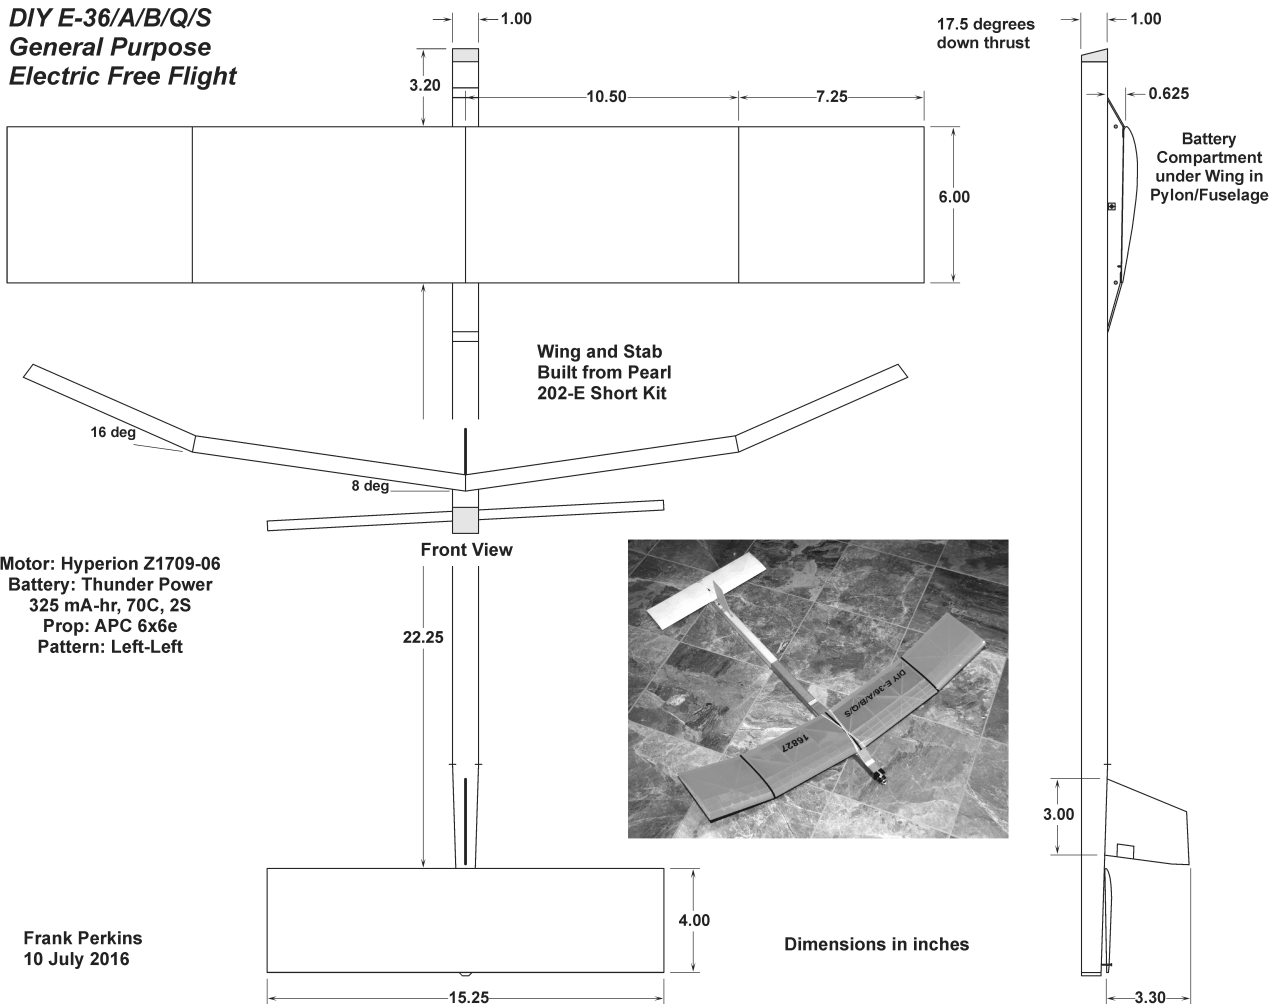 DIY E-36/A/B/Q/S
General Purpose
Electric Free Flight
1.00
3.20
10.50
7.25
6.00
17.5 degrees
down thrust
1.00
0.625
Battery
Compartment
under Wing in
Pylon/Fuselage
Wing and Stab
Built from Pearl
202-E Short Kit
16 deg
8 deg
Front View
Motor: Hyperion Z1709-06
Battery: Thunder Power
325 mA-hr, 70C, 2S
Prop: APC 6x6e
Pattern: Left-Left
22.25
DIY E-36/A/B/Q/S
16827
3.00
4.00
Frank Perkins
10 July 2016
Dimensions in inches
15.25
3.30